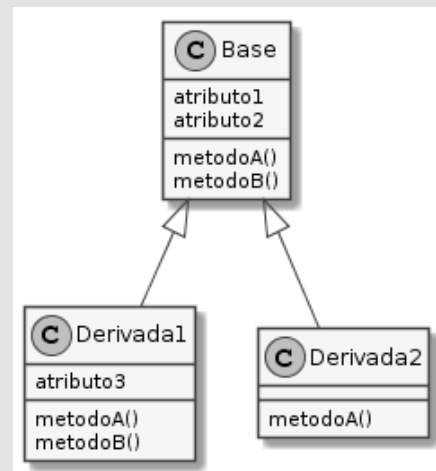 C Base
atributo1
atributo2
metodoA()
metodoB()
C Derivada1
atributo3
metodoA()
metodoB()
C Derivada2
metodoA()